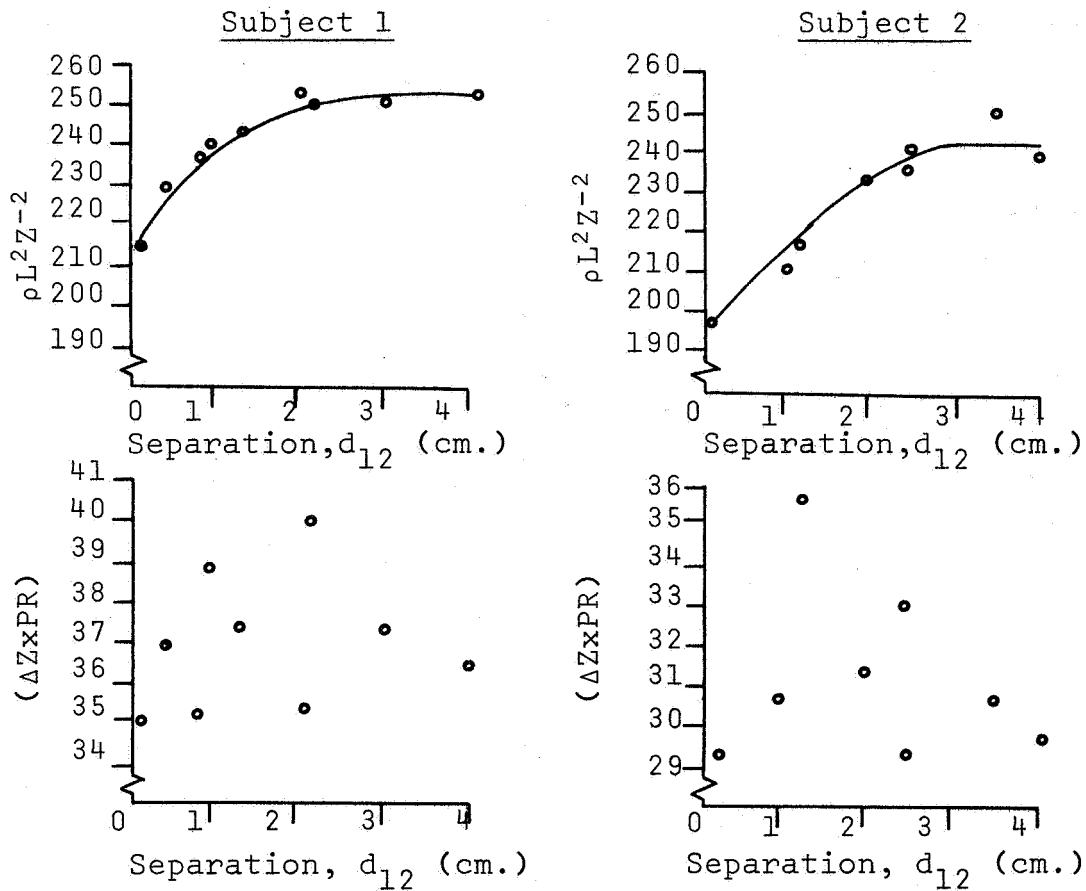 Subject 1
260
250
240
230
220
210
200
190
ρL²Z⁻²
0 1 2 3 4
Separation,d₁₂ (cm.)
Subject 2
260
250
240
230
220
210
200
190
ρL²Z⁻²
0 1 2 3 4
Separation,d₁₂ (cm.)
41
40
39
38
37
36
35
34
(ΔZxPR)
0 1 2 3 4
Separation, d₁₂ (cm.)
36
35
34
33
32
31
30
29
(ΔZxPR)
0 1 2 3 4
Separation, d₁₂ (cm.)